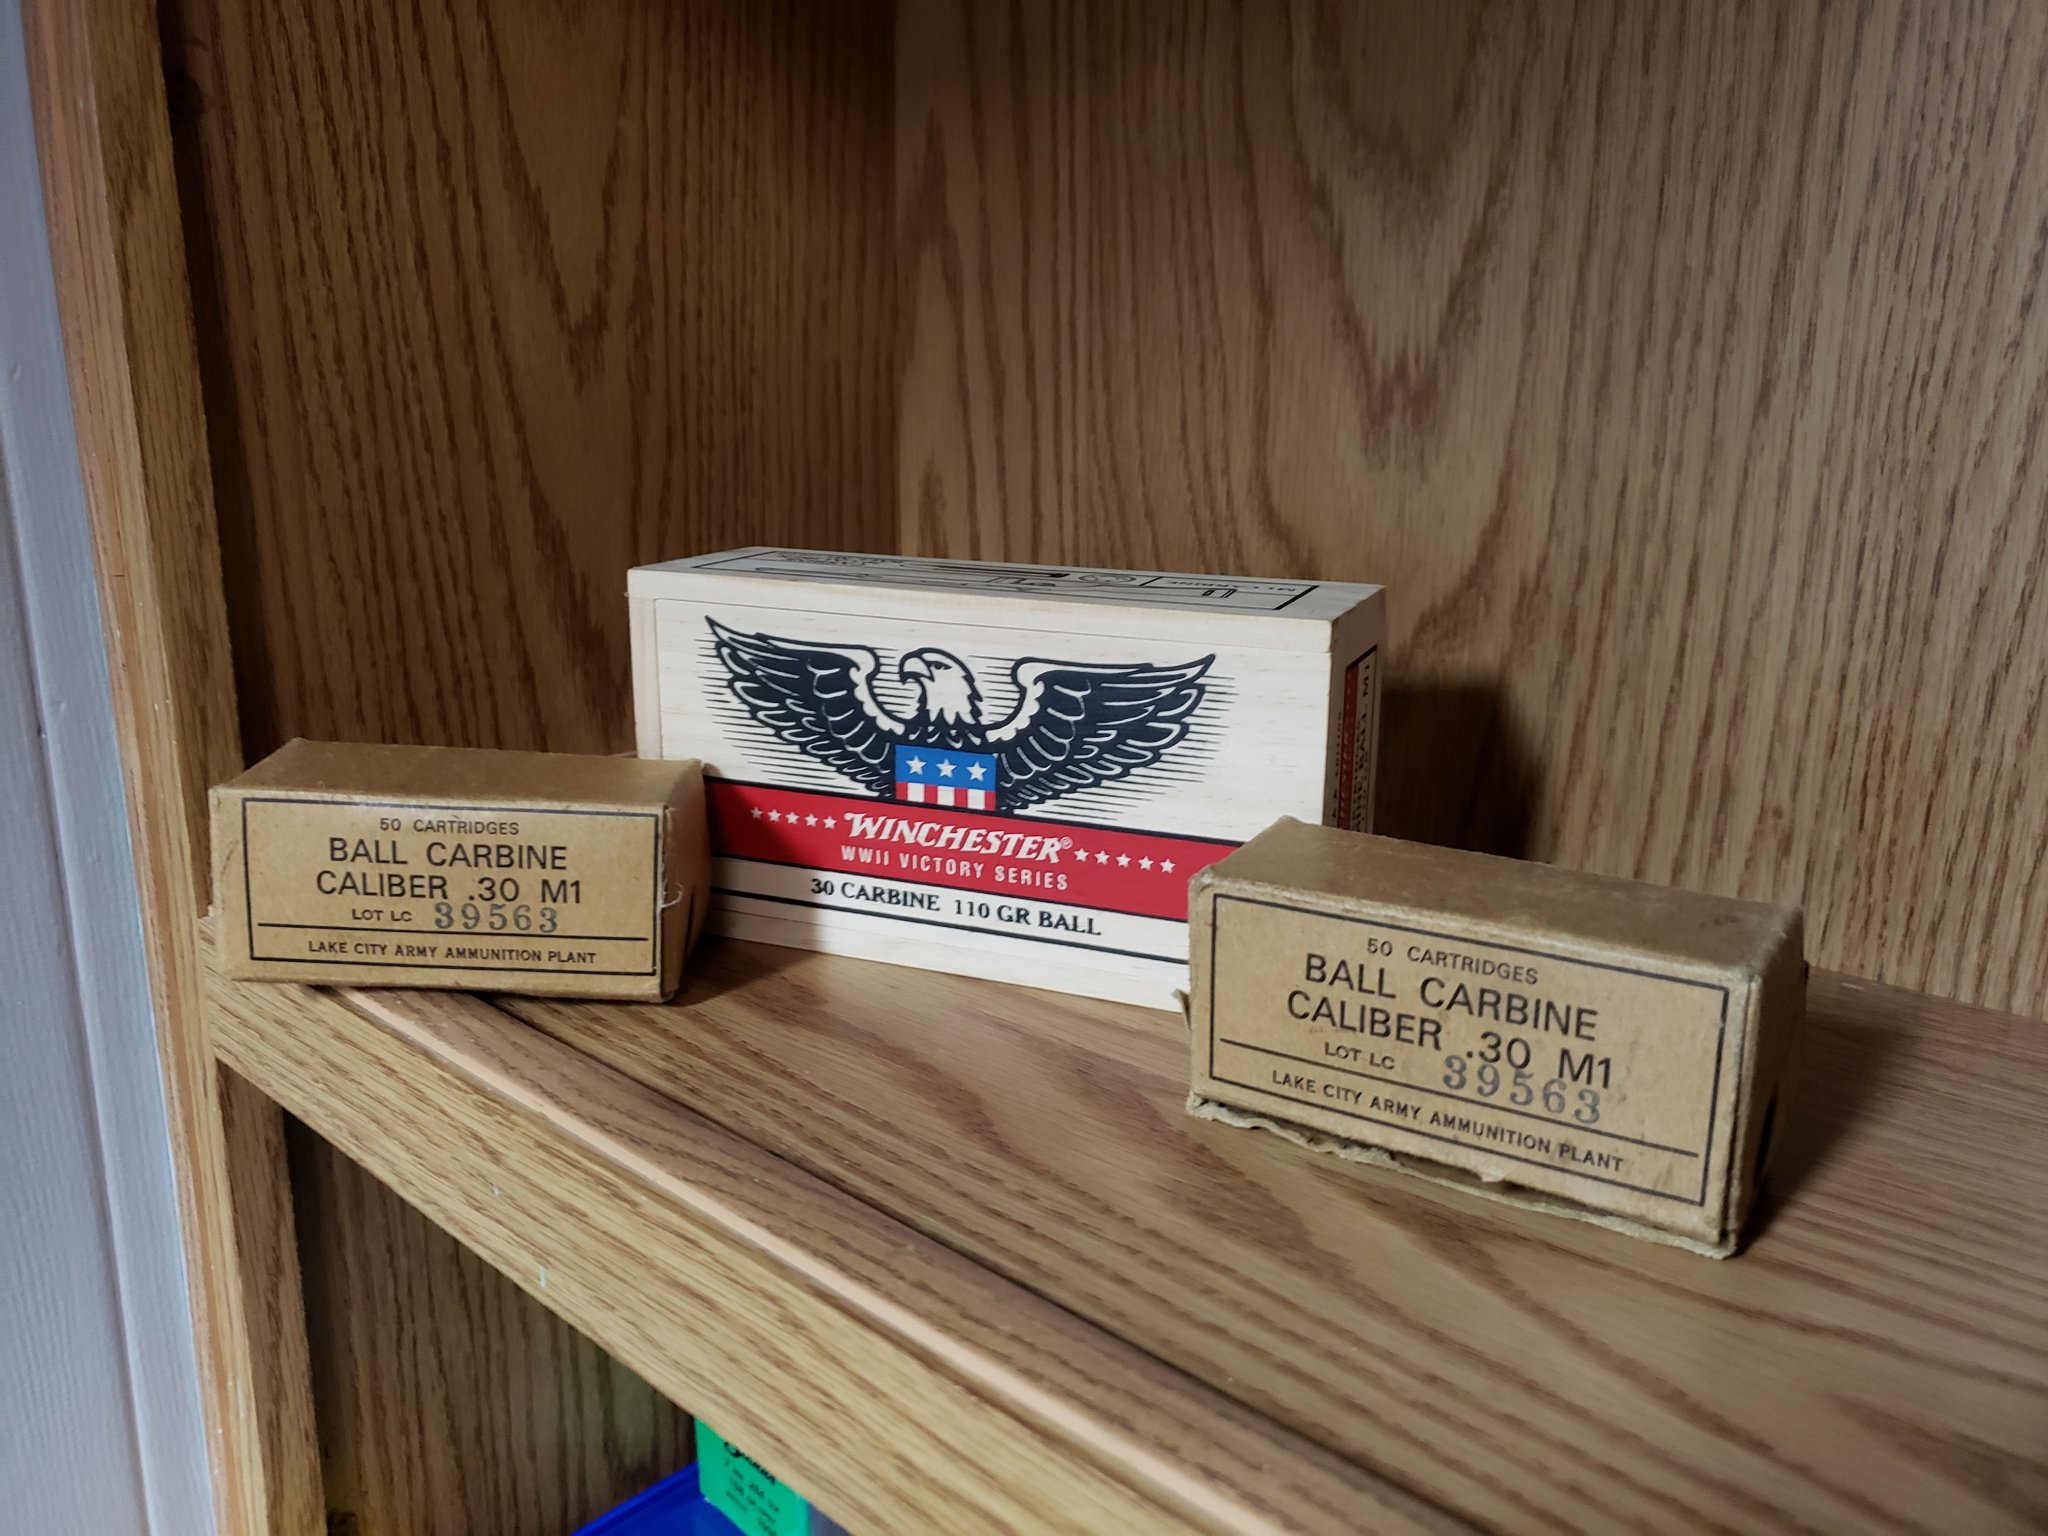 50 CARTRIDGES
BALL CARBINE
CALIBER .30 M1
LOT LC 39563
LAKE CITY ARMY AMMUNITION PLANT
WINCHESTER®
WWII VICTORY SERIES
30 CARBINE 110 GR BALL
50 CARTRIDGES
BALL CARBINE
CALIBER .30 M1
LOT LC 39563
LAKE CITY ARMY AMMUNITION PLANT